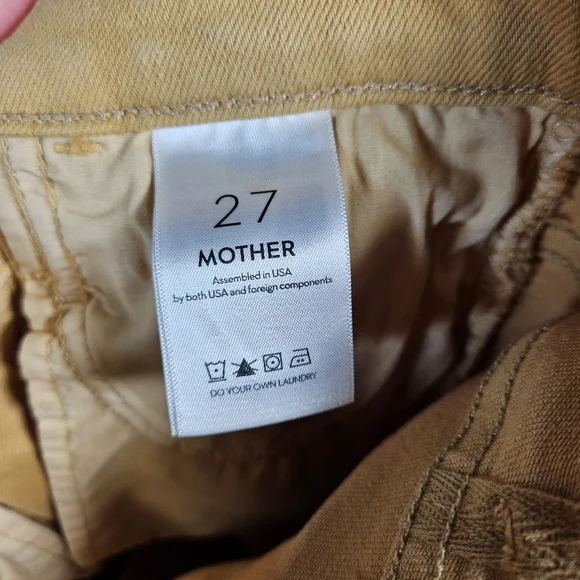 27
MOTHER
Assembled in USA
by both USA and foreign components
DO YOUR OWN LAUNDRY